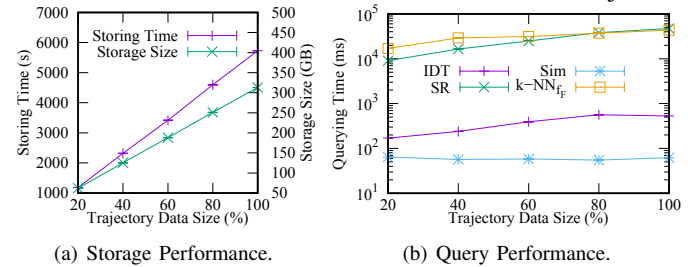 7000
6000
5000
4000
3000
2000
1000
Storing Time (s)
Storing Time
Storage Size
500
450
400
350
300
250
200
150
100
50
Storage Size (GB)
20 40 60 80 100
Trajectory Data Size (%)
(a) Storage Performance.
10^5
10^4
10^3
10^2
10^1
Querying Time (ms)
IDT
SR
Sim
k−NN_{f_F}
20 40 60 80 100
Trajectory Data Size (%)
(b) Query Performance.